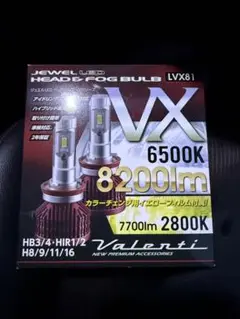 JEWEL LED
HEAD & FOG BULB
LVX81
VX
6500K
8200lm
カラーチェンジ用イエローフィルム付属!
7700lm 2800K
HB3/4・HIR1/2
H8/9/11/16
Valenti
NEW PREMIUM ACCESSORIES